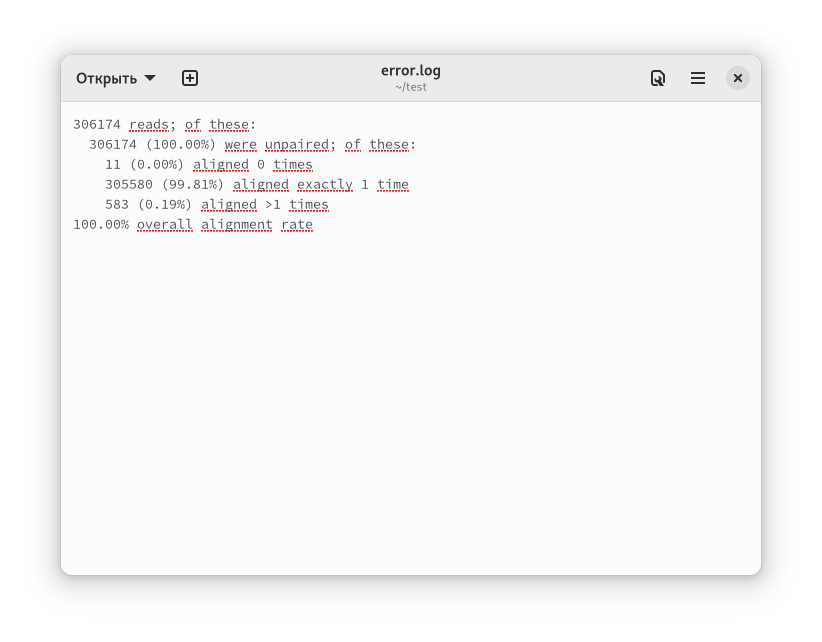 Открыть
error.log
~/test
306174 reads; of these:
  306174 (100.00%) were unpaired; of these:
    11 (0.00%) aligned 0 times
    305580 (99.81%) aligned exactly 1 time
    583 (0.19%) aligned >1 times
100.00% overall alignment rate